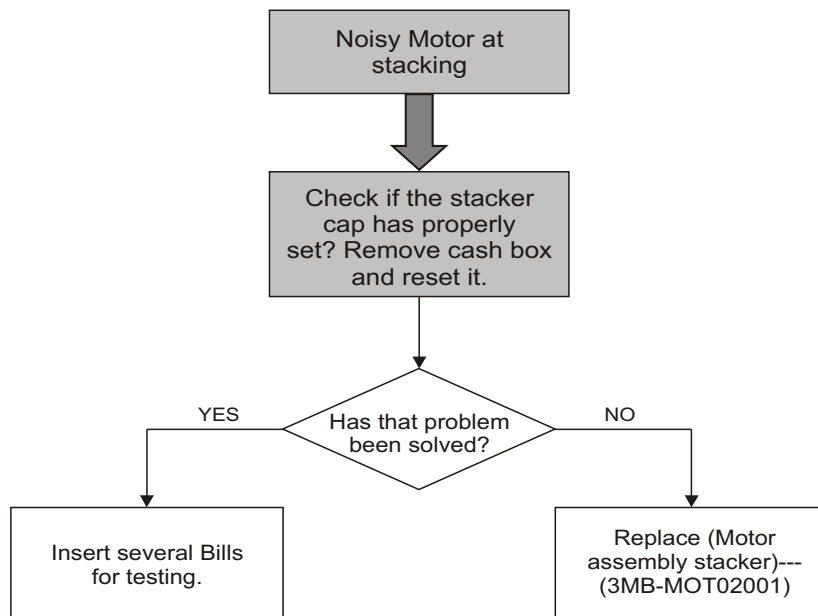 Noisy Motor at
stacking
Check if the stacker
cap has properly
set? Remove cash box
and reset it.
YES
Has that problem
been solved?
NO
Insert several Bills
for testing.
Replace (Motor
assembly stacker)---
(3MB-MOT02001)